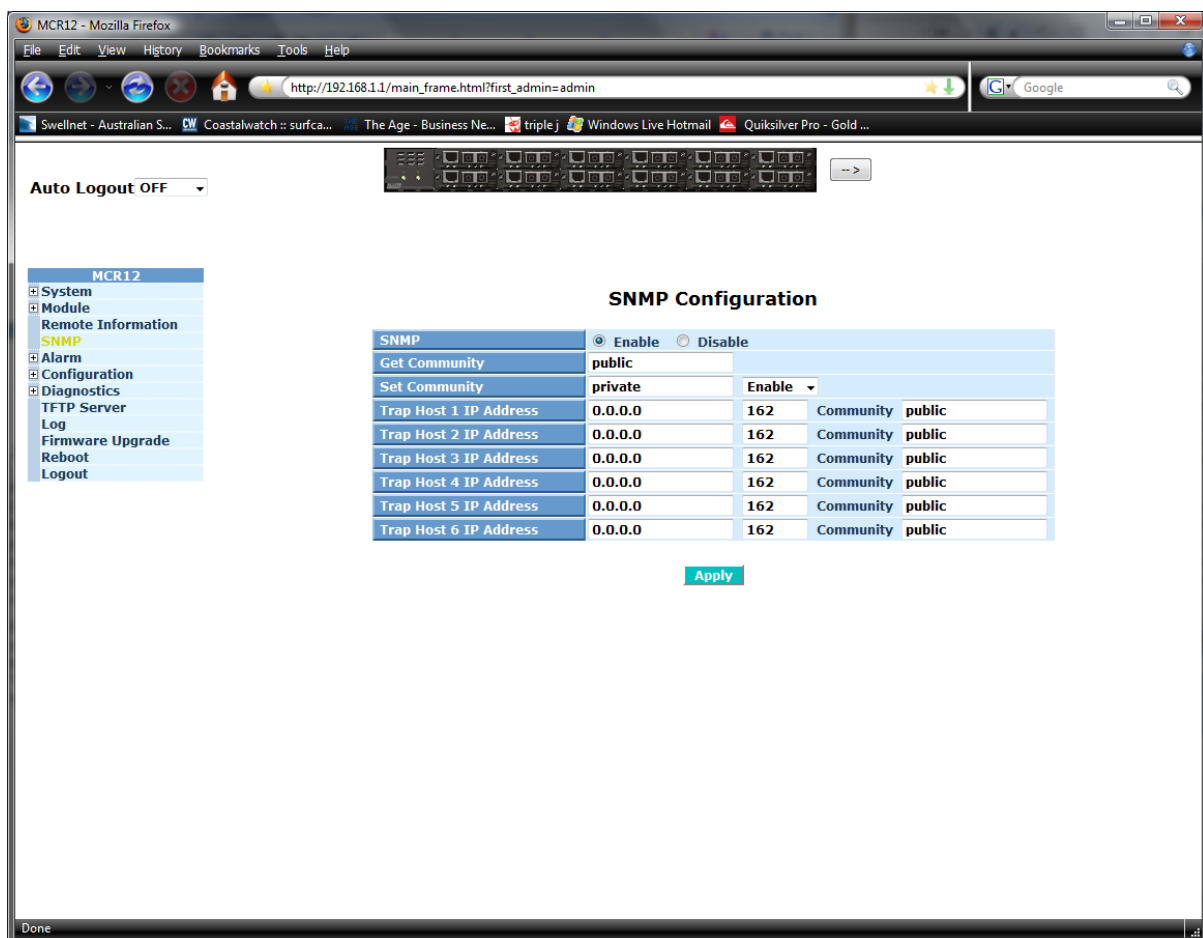 MCR12 - Mozilla Firefox
File Edit View History Bookmarks Tools Help
http://192.168.1.1/main_frame.html?first_admin=admin
G Google
Swellnet - Australian S... CW Coastalwatch :: surfca... The Age - Business Ne... triple j Windows Live Hotmail Quiksilver Pro - Gold ...
Auto Logout OFF
-->
MCR12
System
Module
Remote Information
SNMP
Alarm
Configuration
Diagnostics
TFTP Server
Log
Firmware Upgrade
Reboot
Logout
SNMP Configuration
SNMP Enable Disable
Get Community public
Set Community private Enable
Trap Host 1 IP Address 0.0.0.0 162 Community public
Trap Host 2 IP Address 0.0.0.0 162 Community public
Trap Host 3 IP Address 0.0.0.0 162 Community public
Trap Host 4 IP Address 0.0.0.0 162 Community public
Trap Host 5 IP Address 0.0.0.0 162 Community public
Trap Host 6 IP Address 0.0.0.0 162 Community public
Apply
Done